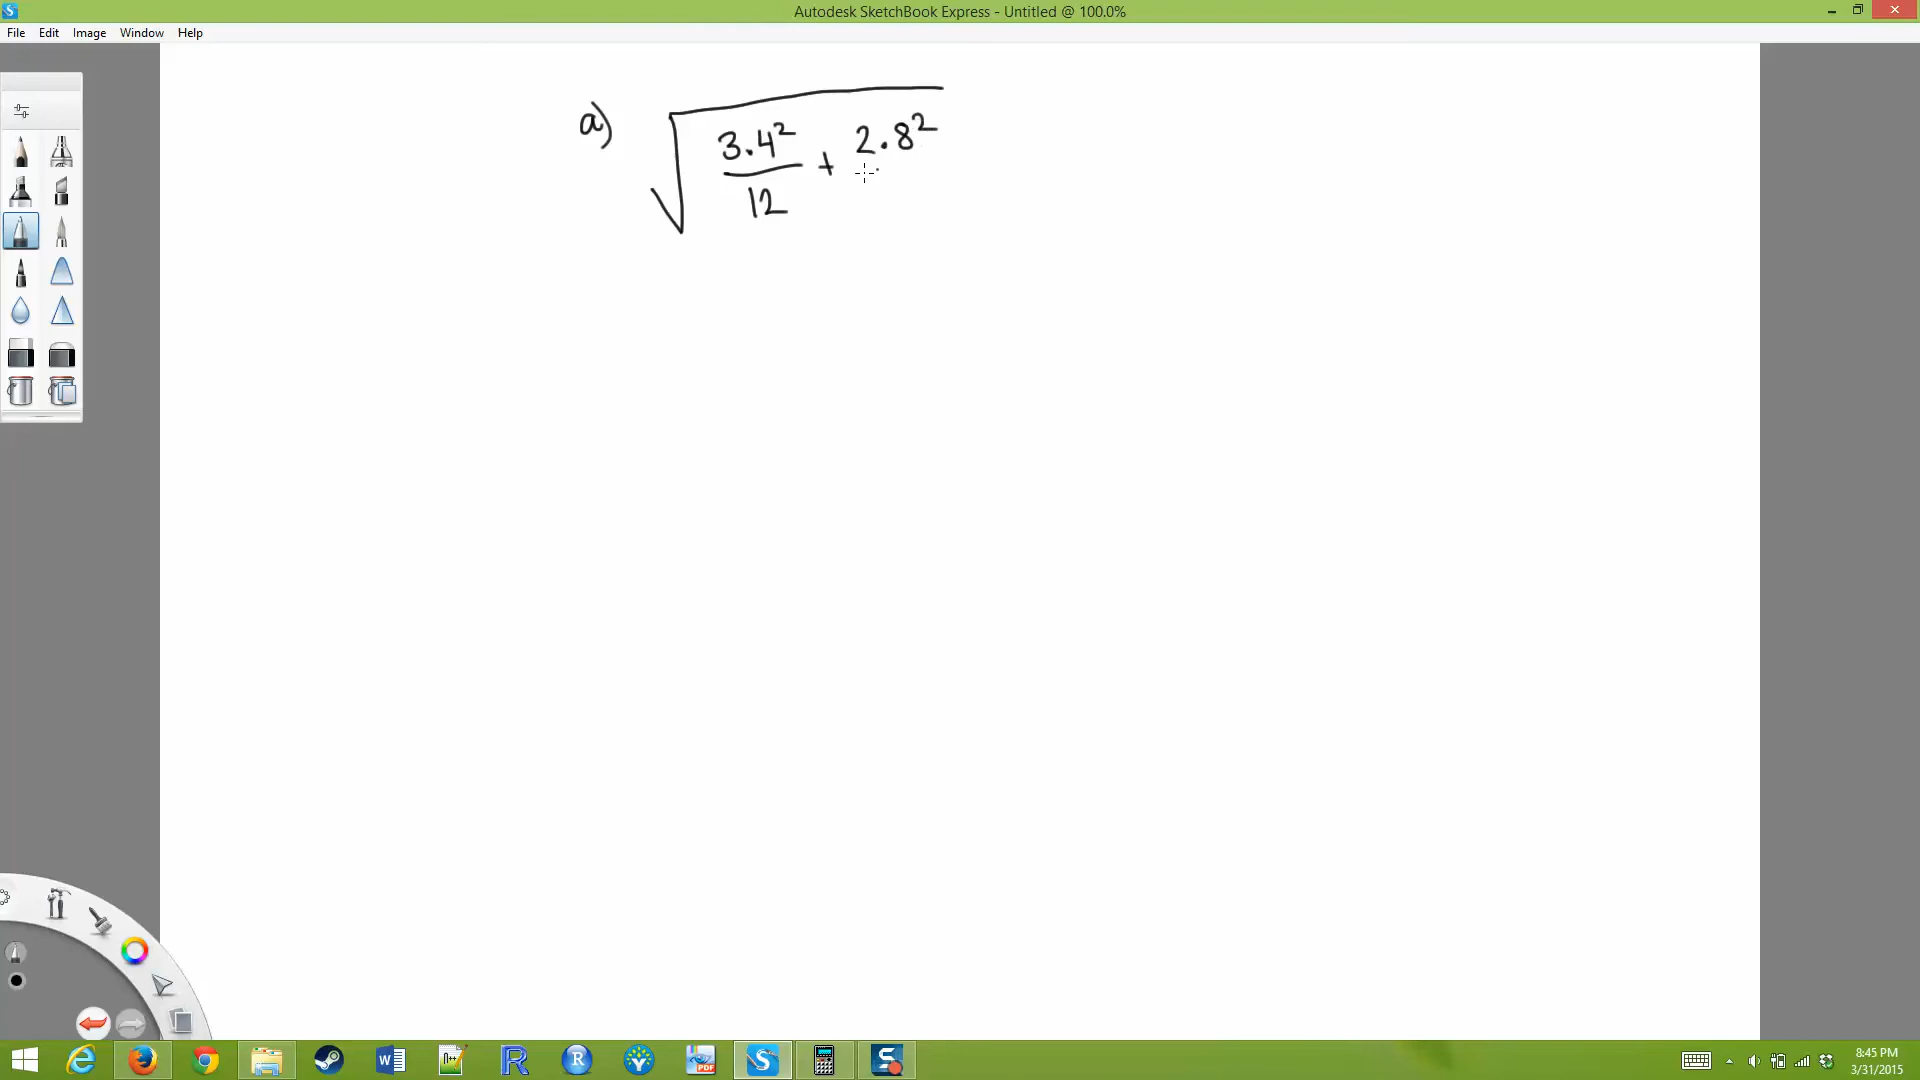 Autodesk SketchBook Express - Untitled @ 100.0%
File Edit Image Window Help
a) √ 3.4² / 12 + 2.8²
8:45 PM
3/31/2015